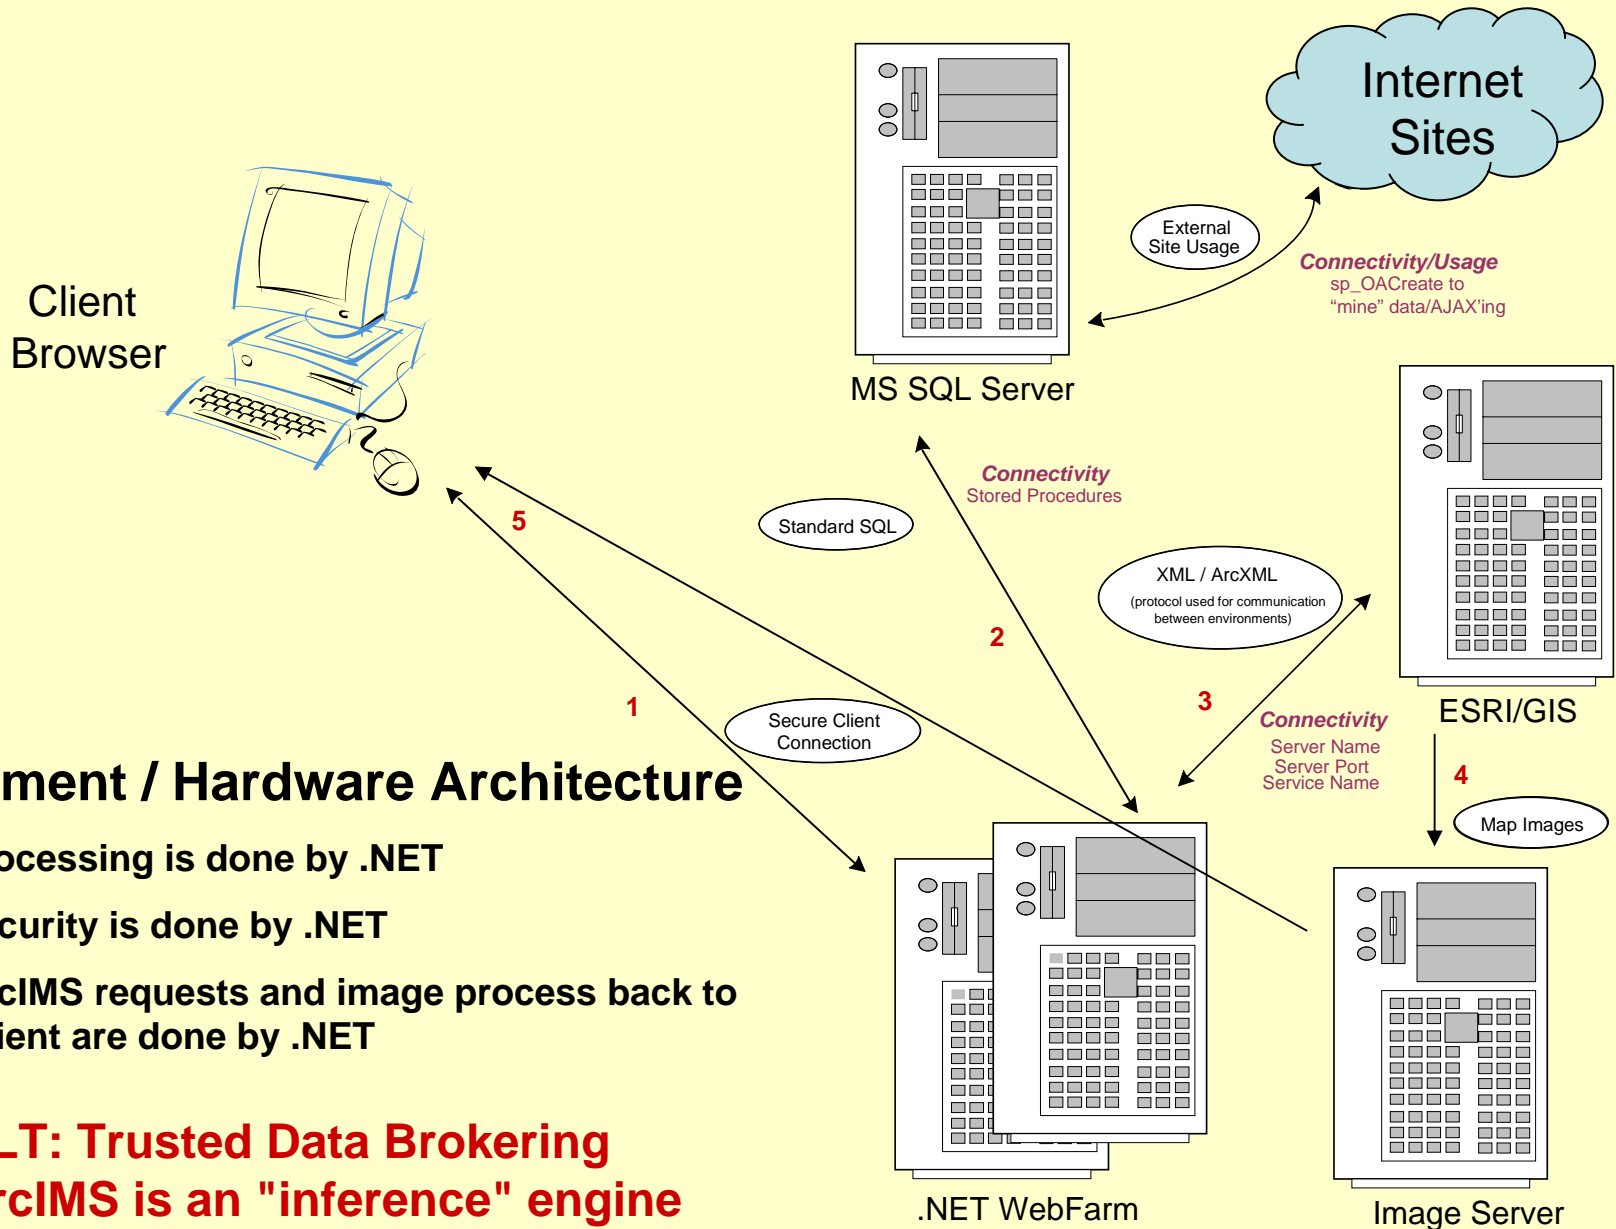 Internet
Sites
External
Site Usage
Connectivity/Usage
sp_OACreate to
“mine” data/AJAX'ing
Client
Browser
MS SQL Server
Connectivity
Stored Procedures
Standard SQL
5
XML / ArcXML
(protocol used for communication
between environments)
2
1
3
Secure Client
Connection
Connectivity
Server Name
Server Port
Service Name
ESRI/GIS
4
Map Images
ment / Hardware Architecture
ocessing is done by .NET
curity is done by .NET
cIMS requests and image process back to
ient are done by .NET
LT: Trusted Data Brokering
rcIMS is an "inference" engine
.NET WebFarm
Image Server